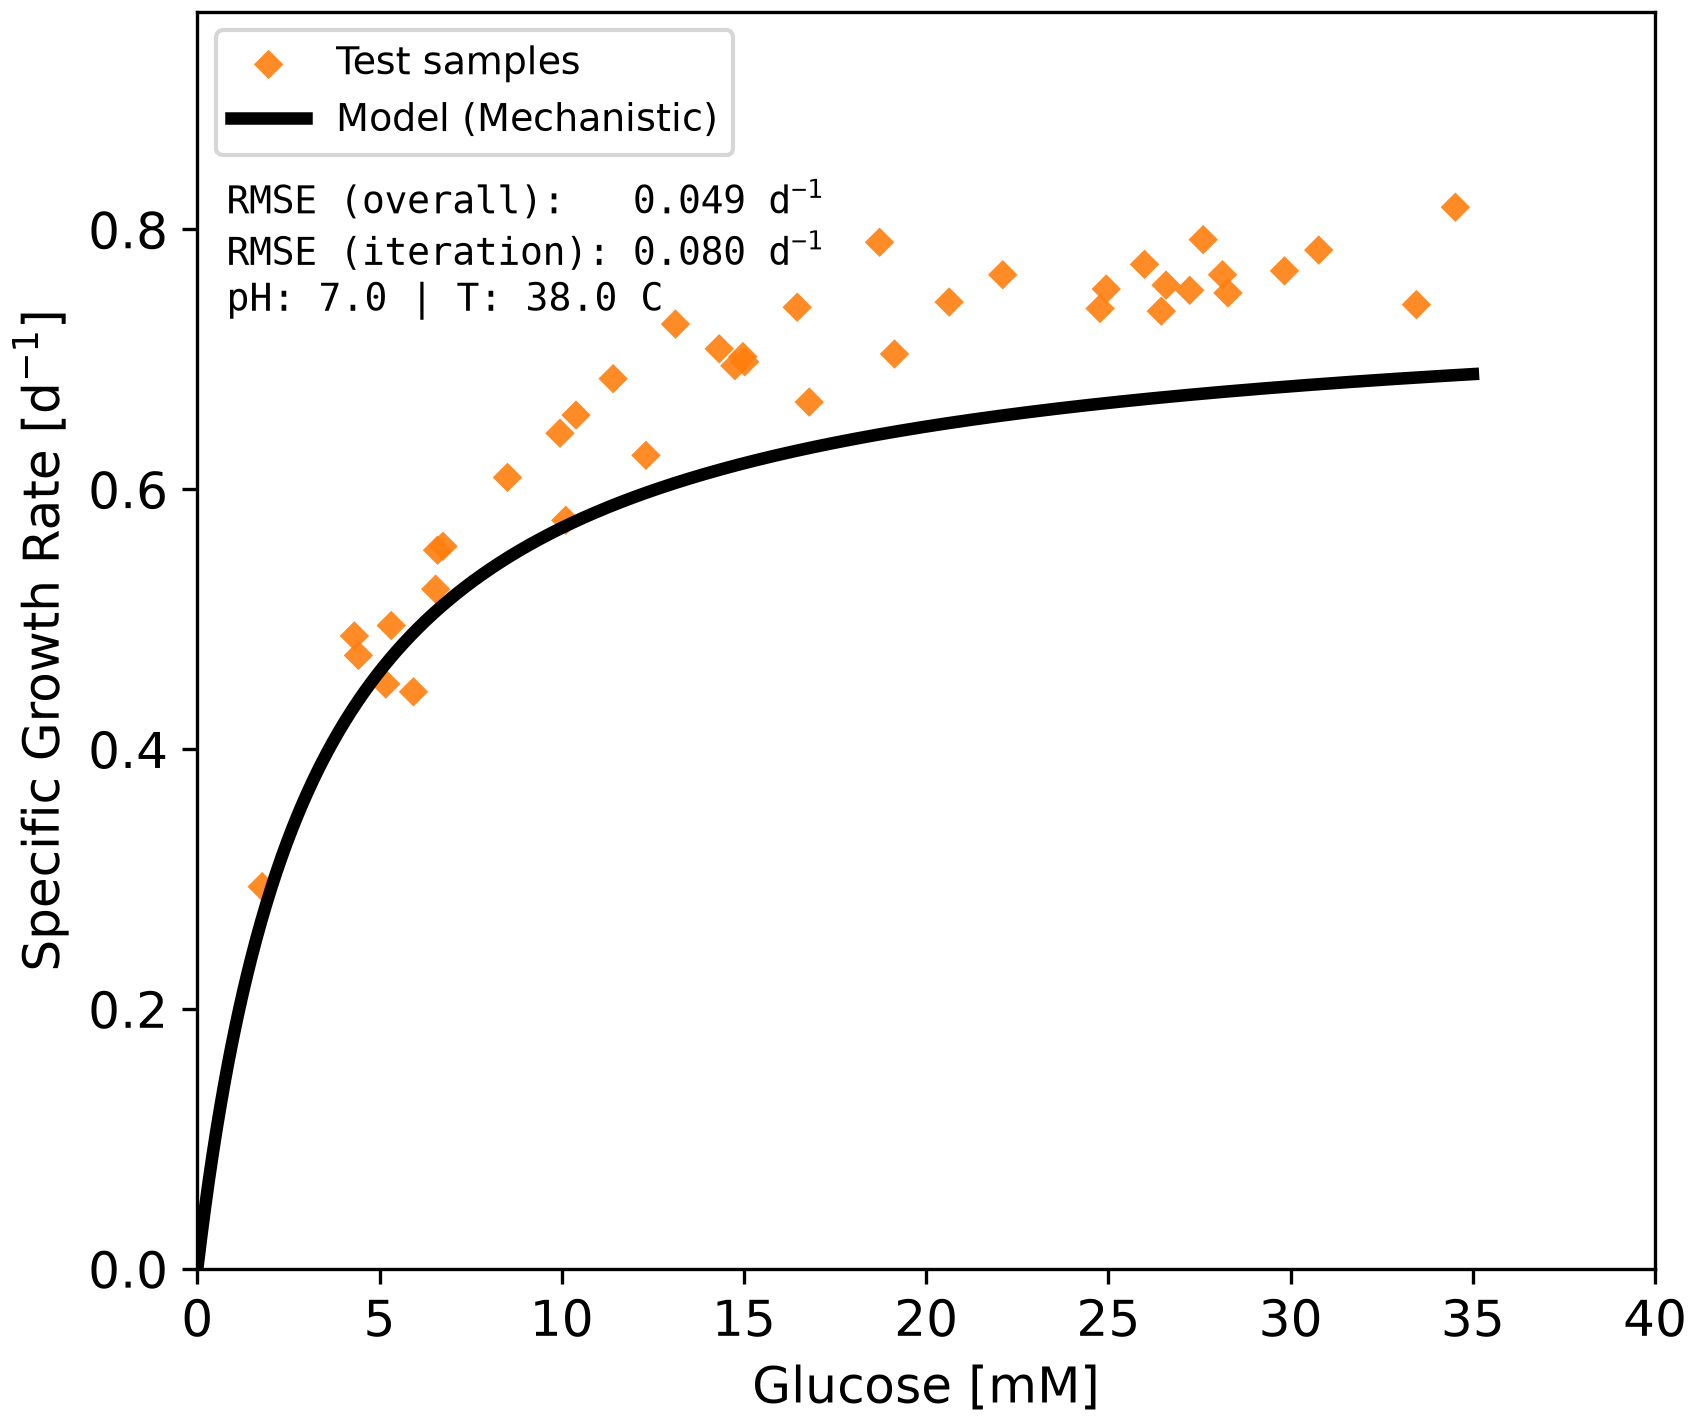 Test samples
Model (Mechanistic)
RMSE (overall): 0.049 d⁻¹
RMSE (iteration): 0.080 d⁻¹
pH: 7.0 | T: 38.0 C
Specific Growth Rate [d⁻¹]
0.8
0.6
0.4
0.2
0.0
0 5 10 15 20 25 30 35 40
Glucose [mM]